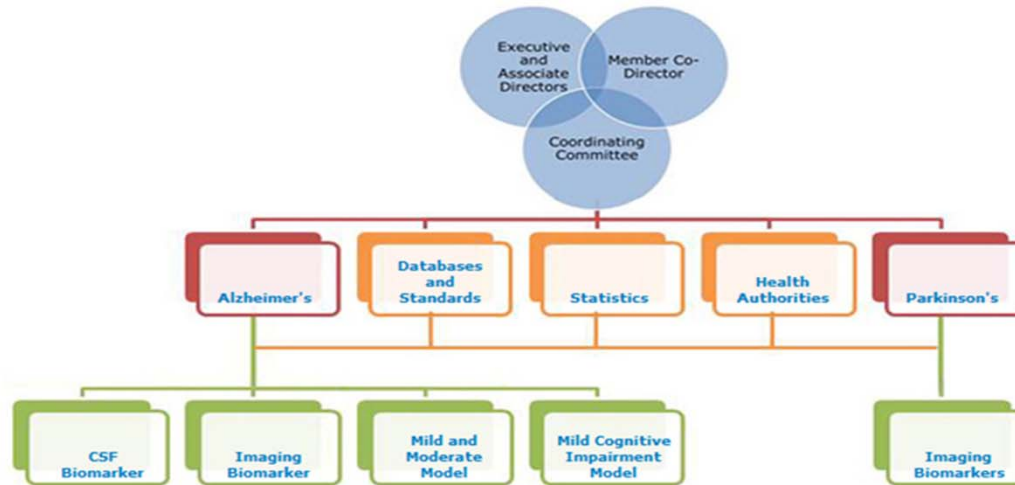 Executive
and
Associate
Directors
Member Co-
Director
Coordinating
Committee
Alzheimer's
Databases
and
Standards
Statistics
Health
Authorities
Parkinson's
CSF
Biomarker
Imaging
Biomarker
Mild and
Moderate
Model
Mild Cognitive
Impairment
Model
Imaging
Biomarkers